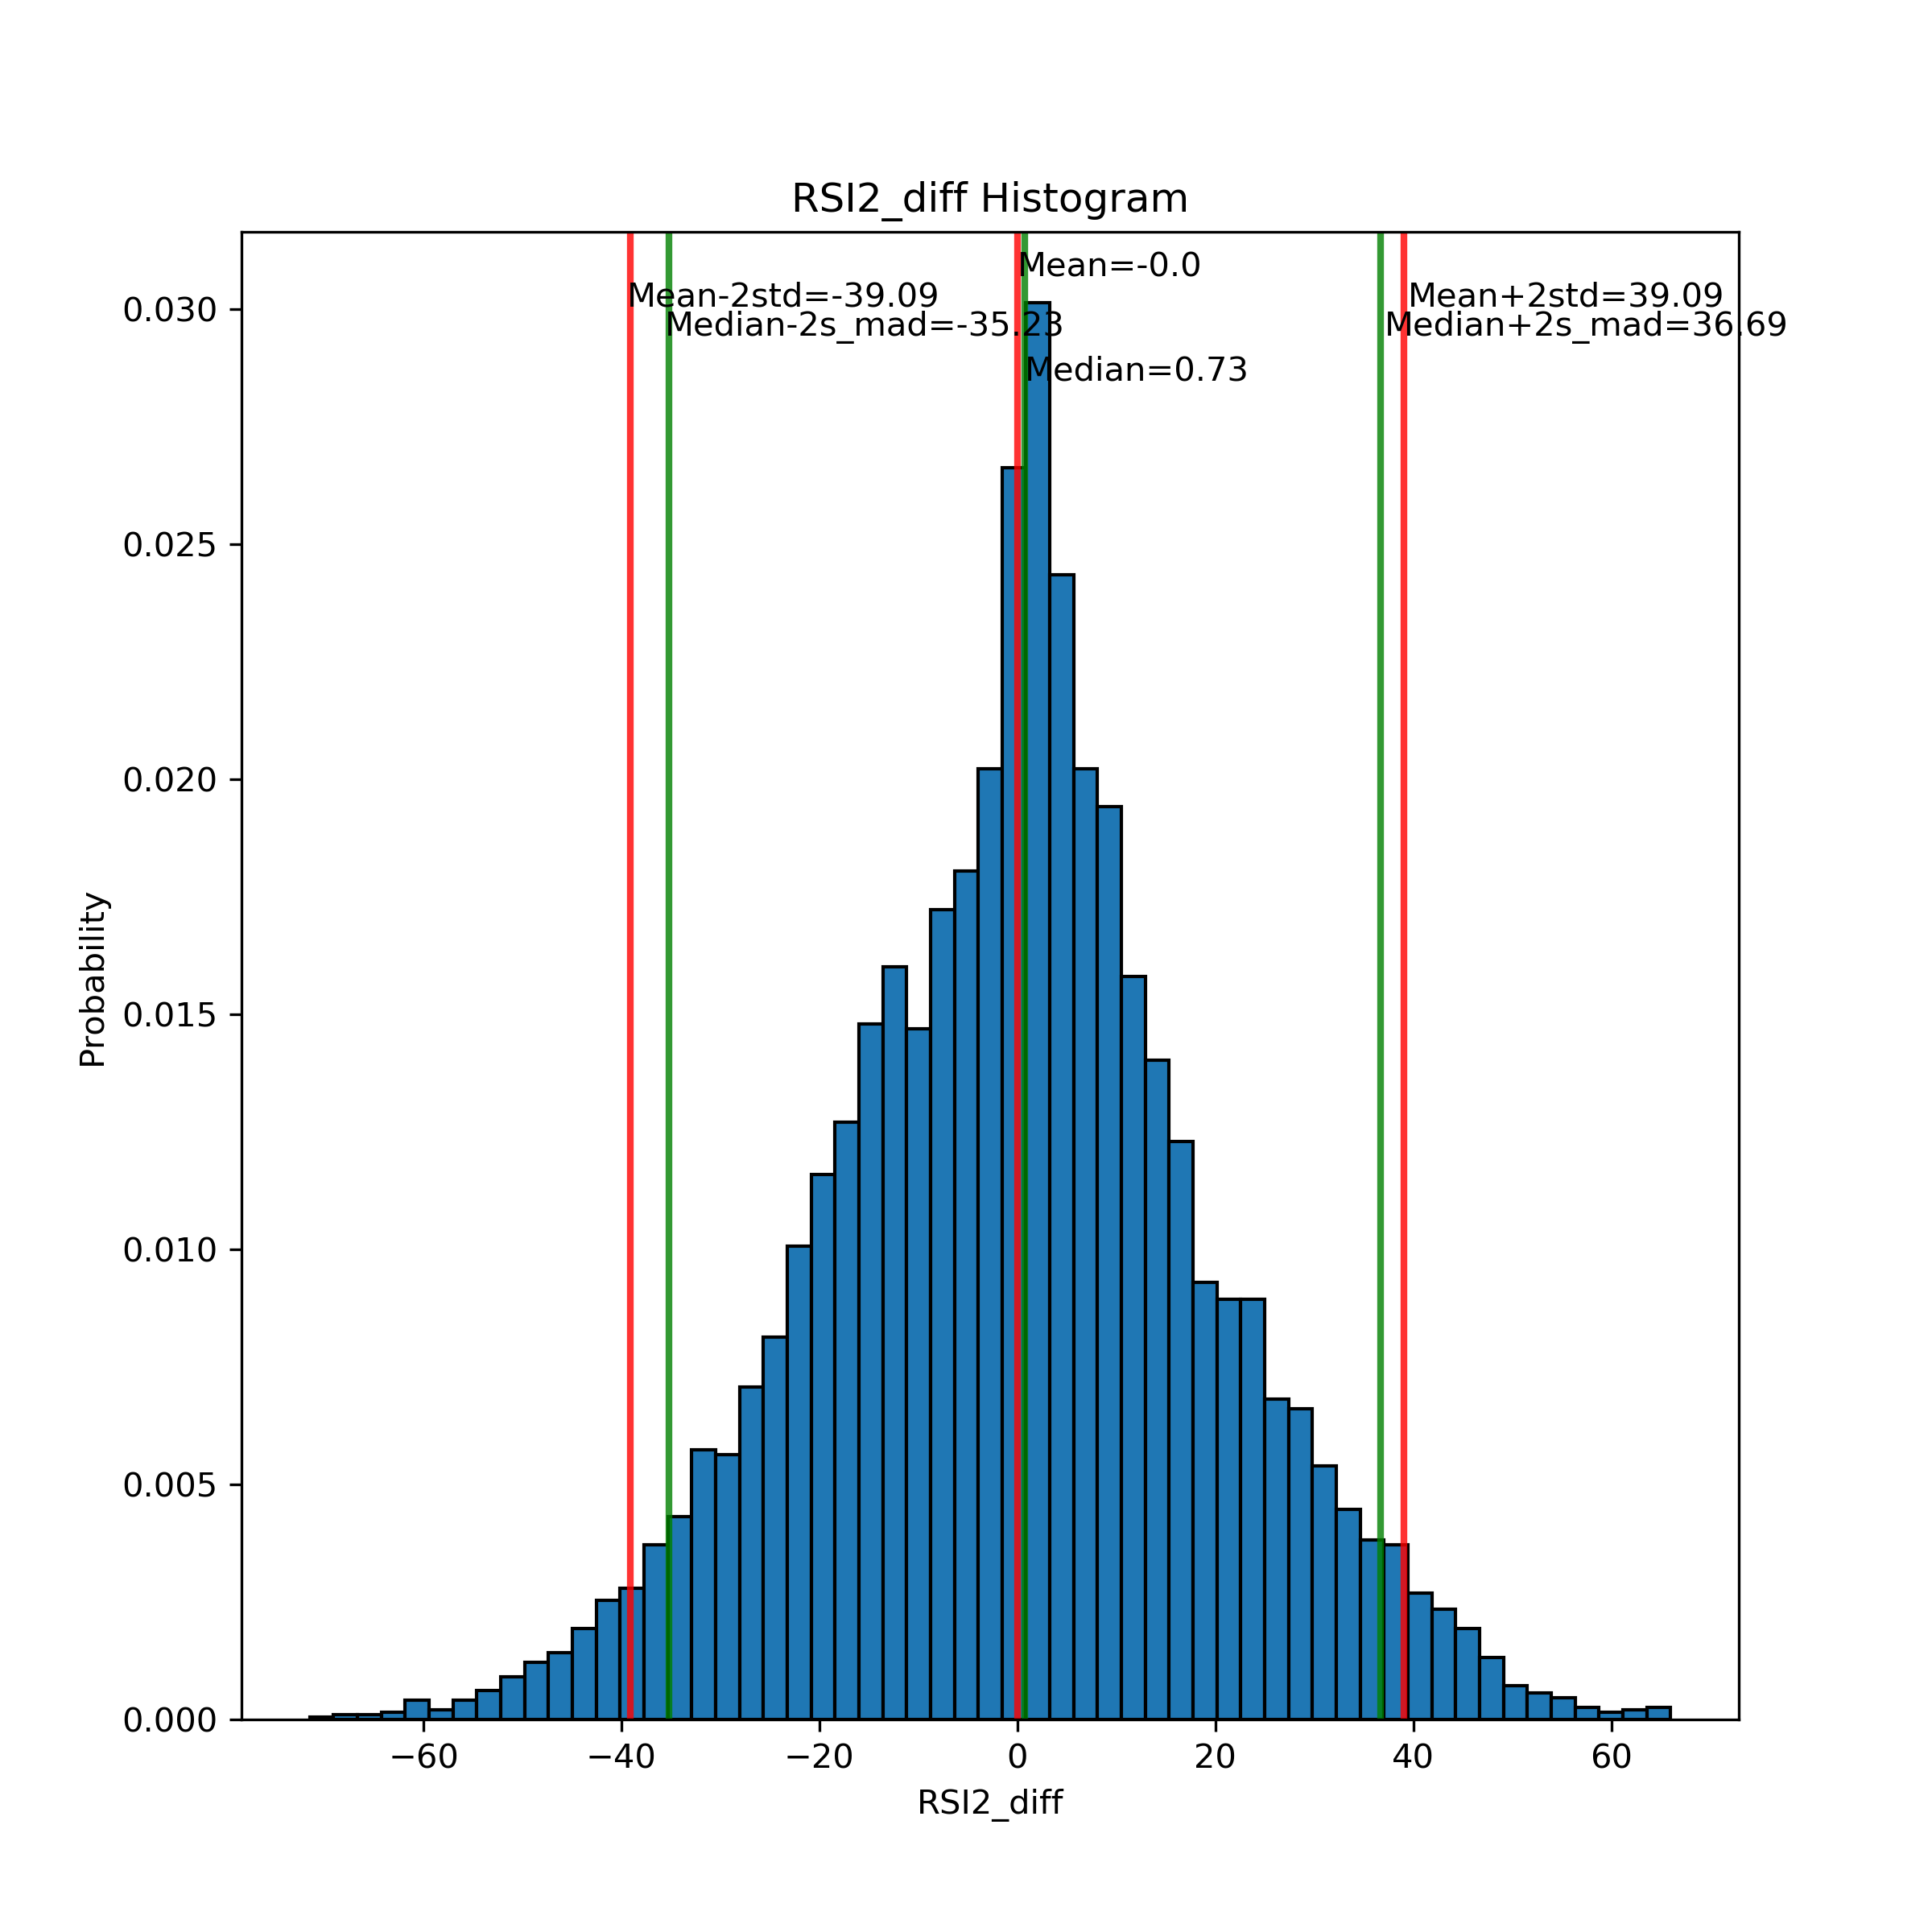 RSI2_diff Histogram
Mean=-0.0
Mean-2std=-39.09
Mean+2std=39.09
Median-2s_mad=-35.23
Median+2s_mad=36.69
Median=0.73
0.030
0.025
0.020
0.015
0.010
0.005
0.000
Probability
−60 −40 −20 0 20 40 60
RSI2_diff